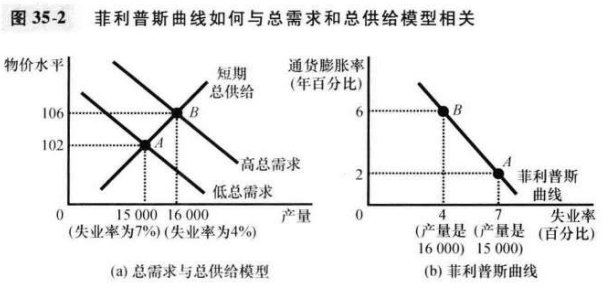 图 35-2 菲利普斯曲线如何与总需求和总供给模型相关
物价水平
短期
总供给
106
B
102
A
高总需求
低总需求
0
15 000
16 000
产量
(失业率为7%)
(失业率为4%)
(a) 总需求与总供给模型
通货膨胀率
(年百分比)
6
B
A
2
菲利普斯
曲线
0
4
7
失业率
(产量是
(产量是
(百分比)
16 000)
15 000)
(b) 菲利普斯曲线